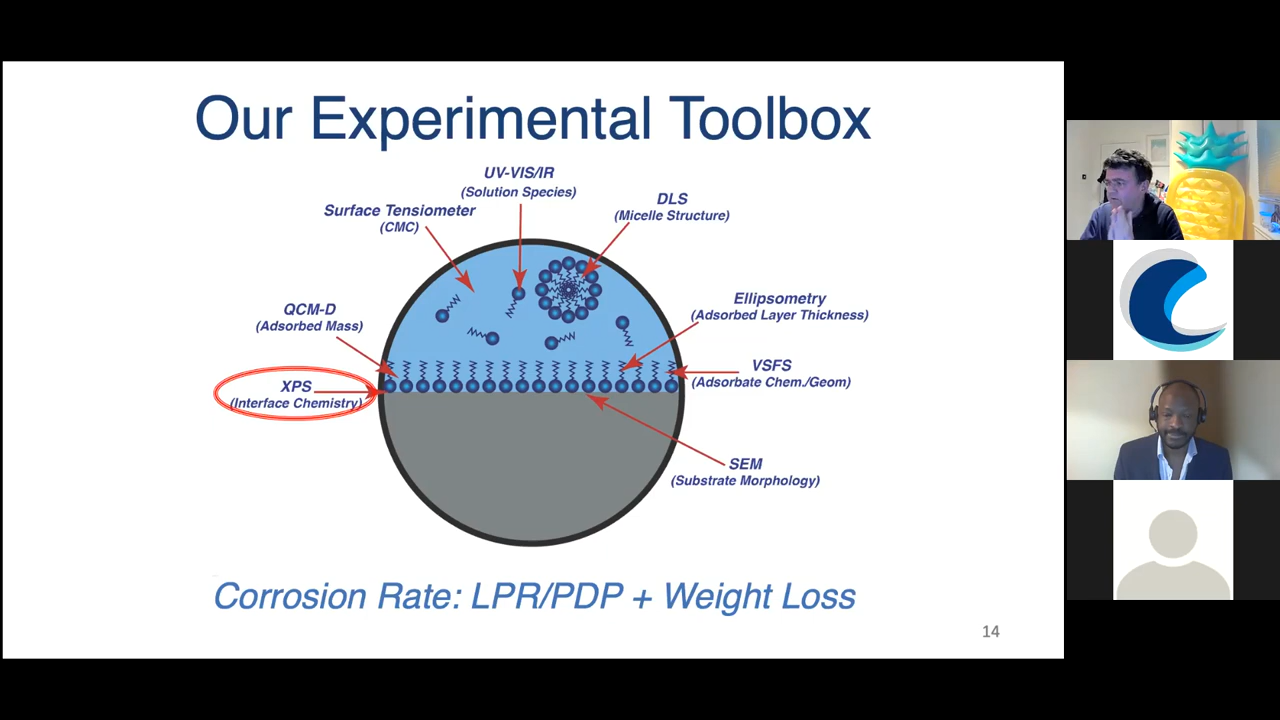 Our Experimental Toolbox
UV-VIS/IR
(Solution Species)
DLS
(Micelle Structure)
Surface Tensiometer
(CMC)
Ellipsometry
(Adsorbed Layer Thickness)
QCM-D
(Adsorbed Mass)
VSFS
(Adsorbate Chem./Geom)
XPS
(Interface Chemistry)
SEM
(Substrate Morphology)
Corrosion Rate: LPR/PDP + Weight Loss
14